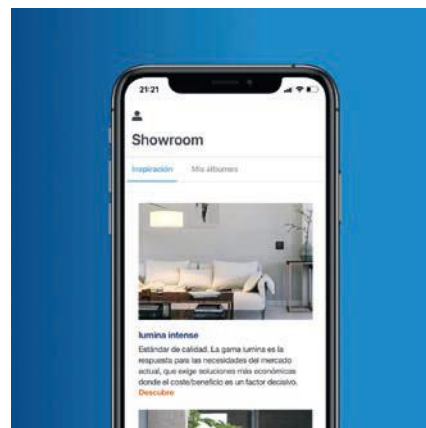 21:21
Showroom
Inspiración Mis álbumes
lumina intense
Estándar de calidad. La gama lumina es la
respuesta para las necesidades del mercado
actual, que exige soluciones más económicas
donde el coste/beneficio es un factor decisivo.
Descubre